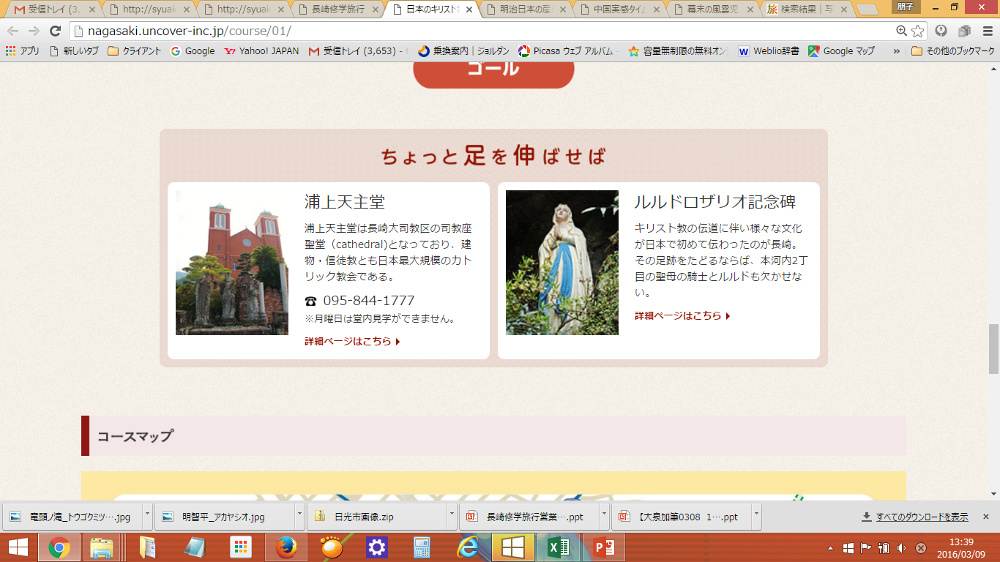 受信トレイ (3,
http://syuak
http://syuak
長崎修学旅行
日本のキリスト
明治日本の産
中国実感タイム
幕末の風雲児
検索結果｜写
朋子
nagasaki.uncover-inc.jp/course/01/
アプリ
新しいタブ
クライアント
Google
Yahoo! JAPAN
受信トレイ (3,653) -
乗換案内｜ジョルダン
Picasa ウェブ アルバム
容量無制限の無料オン
Weblio辞書
Google マップ
»
その他のブックマーク
ゴール
ちょっと足を伸ばせば
浦上天主堂
浦上天主堂は長崎大司教区の司教座
聖堂（cathedral)となっており、建
物・信徒数とも日本最大規模のカト
リック教会である。
☎ 095-844-1777
※月曜日は堂内見学ができません。
詳細ページはこちら
ルルドロザリオ記念碑
キリスト教の伝道に伴い様々な文化
が日本で初めて伝わったのが長崎。
その足跡をたどるならば、本河内2丁
目の聖母の騎士とルルドも欠かせな
い。
詳細ページはこちら
コースマップ
竜頭ノ滝_トウゴクミツ....jpg
明智平_アカヤシオ.jpg
日光市画像.zip
長崎修学旅行営業....ppt
【大泉加筆0308 1....ppt
すべてのダウンロードを表示
13:39
2016/03/09